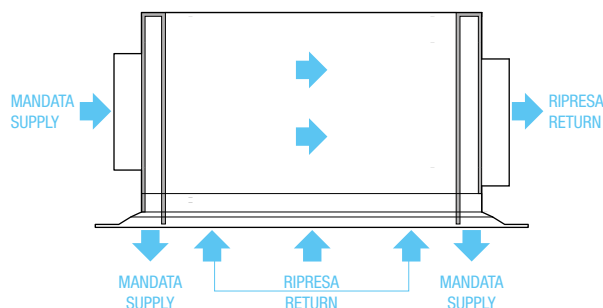 MANDATA
SUPPLY
RIPRESA
RETURN
MANDATA
SUPPLY
RIPRESA
RETURN
MANDATA
SUPPLY